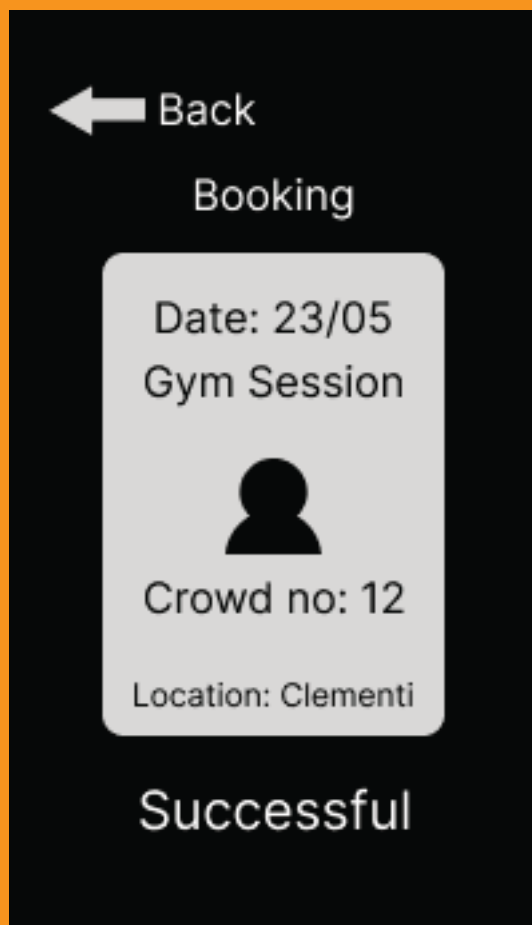 Back
Booking
Date: 23/05
Gym Session
Crowd no: 12
Location: Clementi
Successful